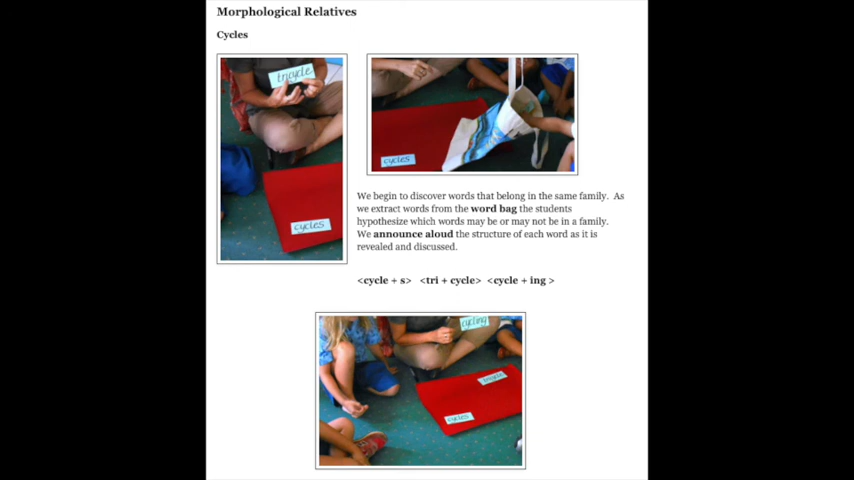 Morphological Relatives
Cycles
tricycle
cycles
cycles
We begin to discover words that belong in the same family. As
we extract words from the word bag the students
hypothesize which words may be or may not be in a family.
We announce aloud the structure of each word as it is
revealed and discussed.
<cycle + s> <tri + cycle> <cycle + ing >
cycling
tricycle
cycles